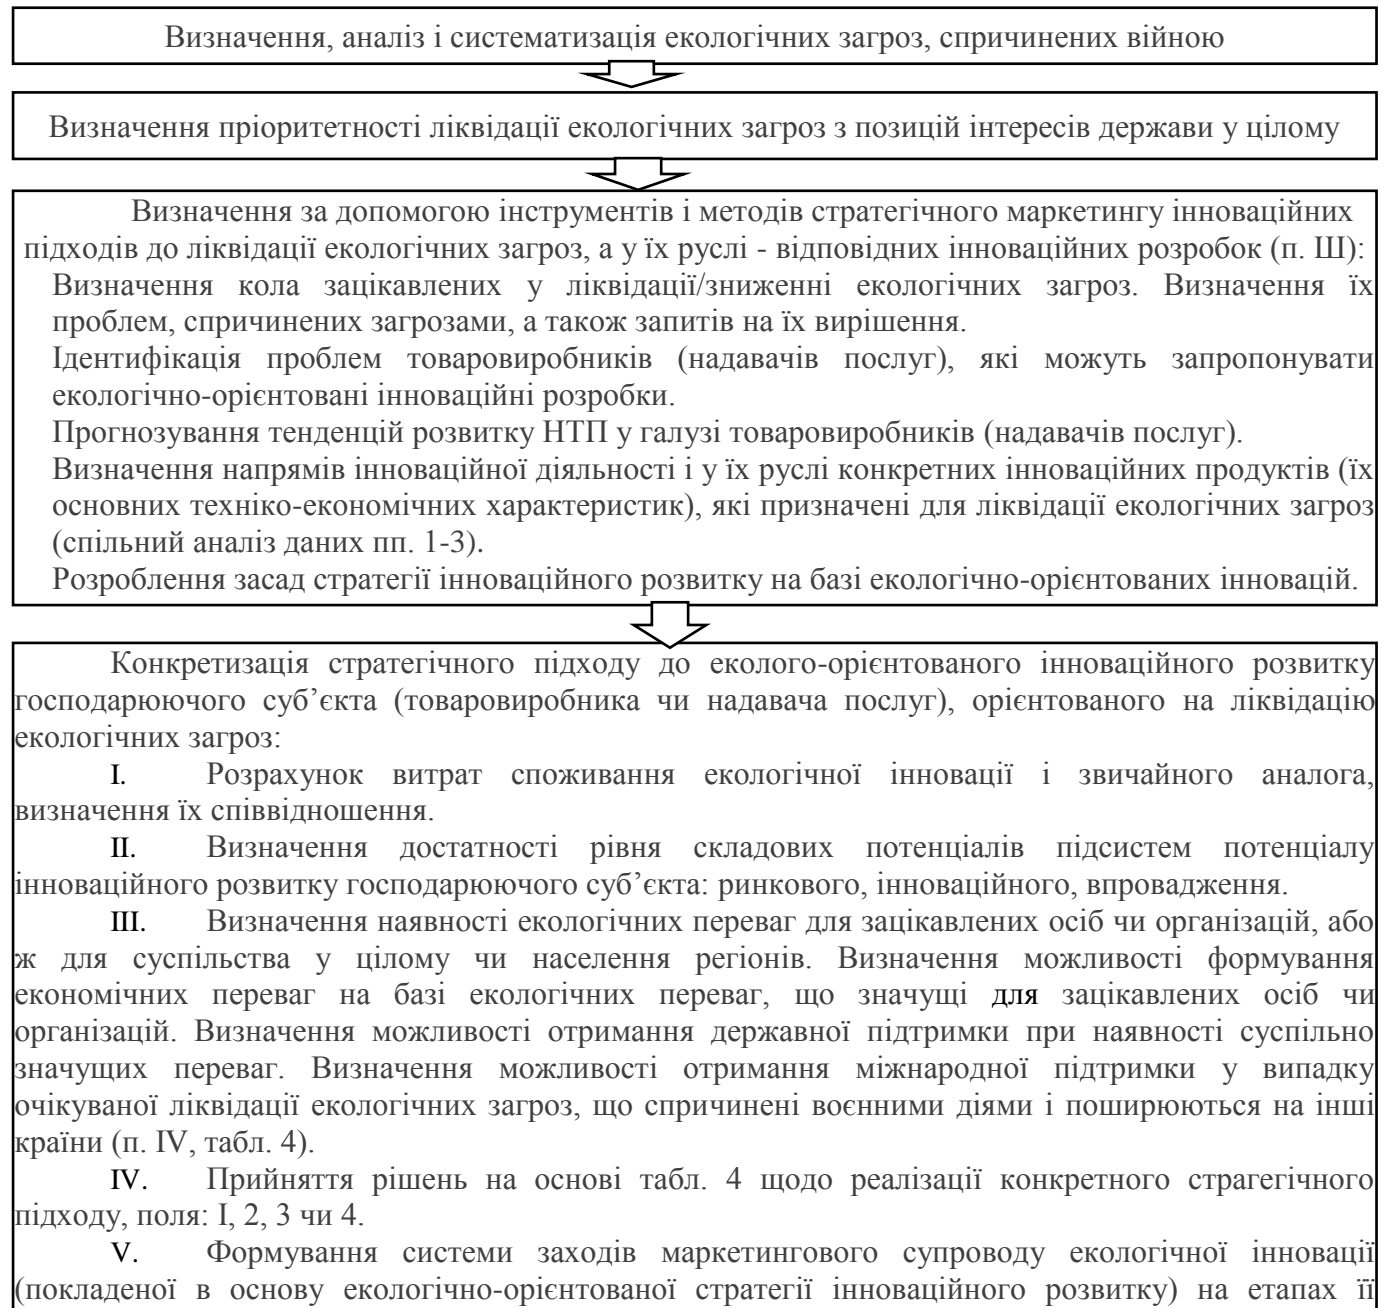 Визначення, аналіз і систематизація екологічних загроз, спричинених війною
Визначення пріоритетності ліквідації екологічних загроз з позицій інтересів держави у цілому
Визначення за допомогою інструментів і методів стратегічного маркетингу інноваційних
підходів до ліквідації екологічних загроз, а у їх руслі - відповідних інноваційних розробок (п. Ш):
Визначення кола зацікавлених у ліквідації/зниженні екологічних загроз. Визначення їх
проблем, спричинених загрозами, а також запитів на їх вирішення.
Ідентифікація проблем товаровиробників (надавачів послуг), які можуть запропонувати
екологічно-орієнтовані інноваційні розробки.
Прогнозування тенденцій розвитку НТП у галузі товаровиробників (надавачів послуг).
Визначення напрямів інноваційної діяльності і у їх руслі конкретних інноваційних продуктів (їх
основних техніко-економічних характеристик), які призначені для ліквідації екологічних загроз
(спільний аналіз даних пп. 1-3).
Розроблення засад стратегії інноваційного розвитку на базі екологічно-орієнтованих інновацій.
Конкретизація стратегічного підходу до еколого-орієнтованого інноваційного розвитку
господарюючого суб’єкта (товаровиробника чи надавача послуг), орієнтованого на ліквідацію
екологічних загроз:
I. Розрахунок витрат споживання екологічної інновації і звичайного аналога,
визначення їх співвідношення.
II. Визначення достатності рівня складових потенціалів підсистем потенціалу
інноваційного розвитку господарюючого суб’єкта: ринкового, інноваційного, впровадження.
III. Визначення наявності екологічних переваг для зацікавлених осіб чи організацій, або
ж для суспільства у цілому чи населення регіонів. Визначення можливості формування
економічних переваг на базі екологічних переваг, що значущі для зацікавлених осіб чи
організацій. Визначення можливості отримання державної підтримки при наявності суспільно
значущих переваг. Визначення можливості отримання міжнародної підтримки у випадку
очікуваної ліквідації екологічних загроз, що спричинені воєнними діями і поширюються на інші
країни (п. IV, табл. 4).
IV. Прийняття рішень на основі табл. 4 щодо реалізації конкретного страгегічного
підходу, поля: І, 2, 3 чи 4.
V. Формування системи заходів маркетингового супроводу екологічної інновації
(покладеної в основу екологічно-орієнтованої стратегії інноваційного розвитку) на етапах її